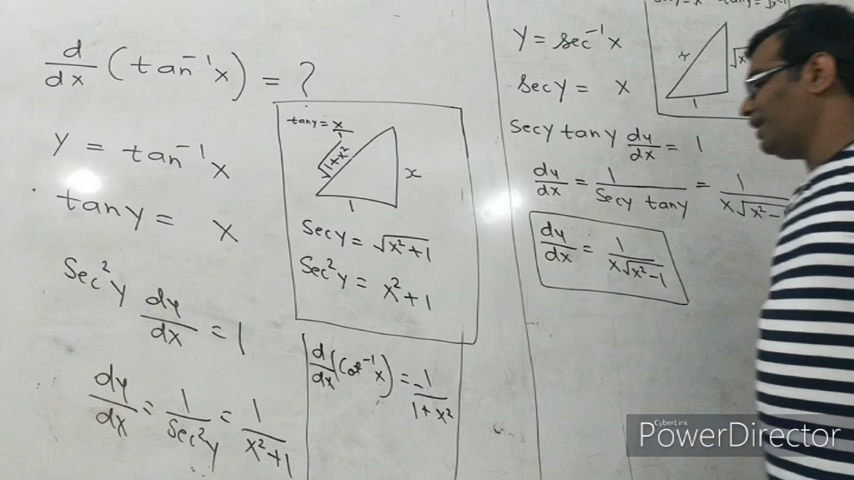 d/dx (tan⁻¹x) = ?
y = tan⁻¹x
tany = x
Sec²y dy/dx = 1
dy/dx = 1/Sec²y = 1/x²+1
tany = x/1
√1+x²
x
1
Secy = √x²+1
Sec²y = x²+1
d/dx (Cot⁻¹x) = -1/1+x²
y = Sec⁻¹x
Secy = x
Secy tany dy/dx = 1
dy/dx = 1/Secy tany = 1/x√x²-
dy/dx = 1/x√x²-1
x
1
CyberLink
PowerDirector